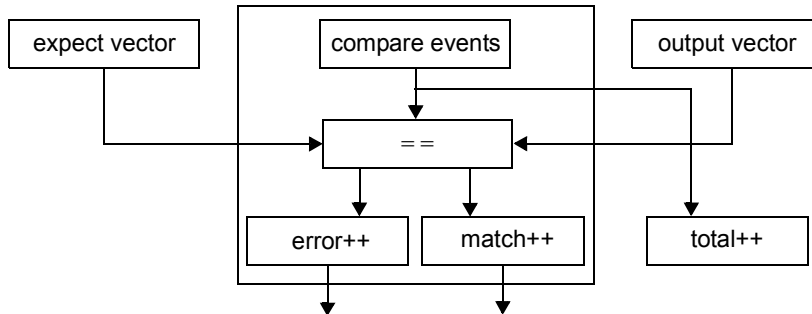 expect vector
compare events
output vector
= =
error++
match++
total++